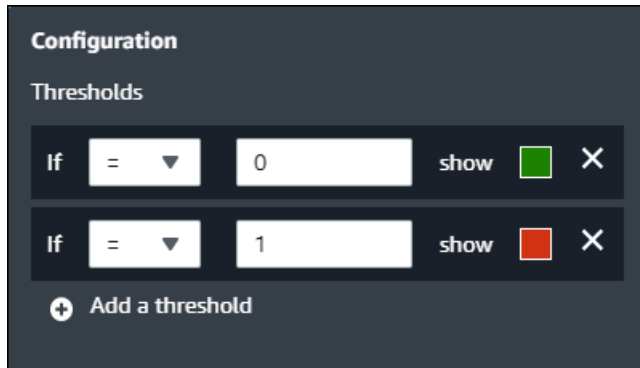 Configuration
Thresholds
If = 0 show
If = 1 show
Add a threshold